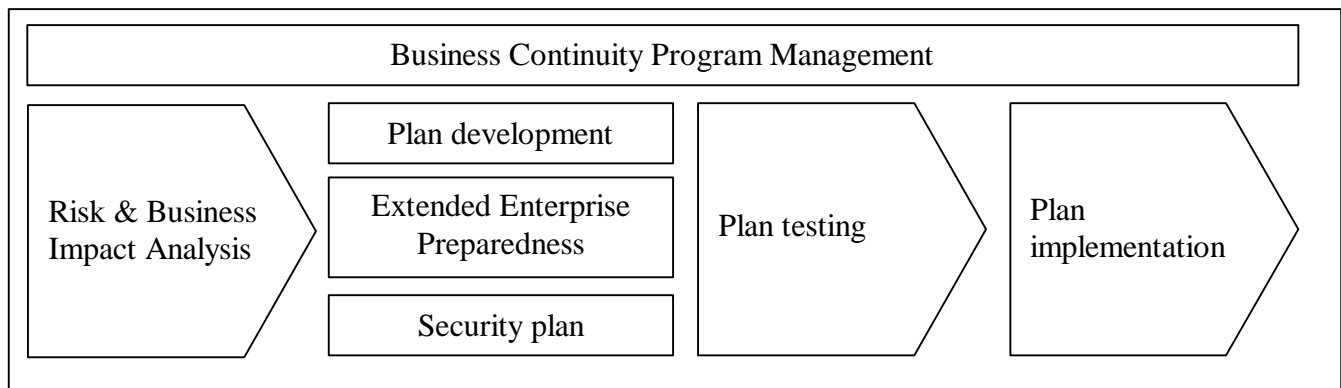 Business Continuity Program Management
Risk & Business
Impact Analysis
Plan development
Extended Enterprise
Preparedness
Security plan
Plan testing
Plan
implementation